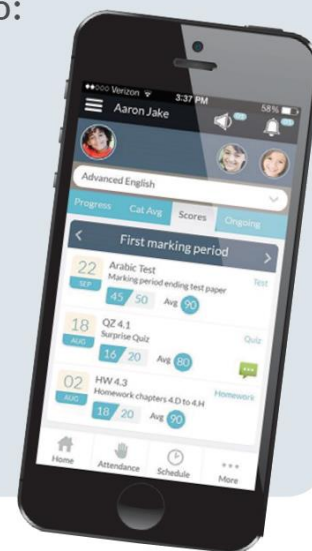 o:
Verizon 3:37 PM 58%
Aaron Jake
Advanced English
Progress Cat Avg Scores Ongoing
First marking period
22 SEP
Arabic Test
Test
Marking period ending test paper
45 / 50 Avg 90
18 AUG
QZ 4.1
Quiz
Surprise Quiz
16 / 20 Avg 80
02 AUG
HW 4.3
Homework
Homework chapters 4.D to 4.H
18 / 20 Avg 90
Home Attendance Schedule More